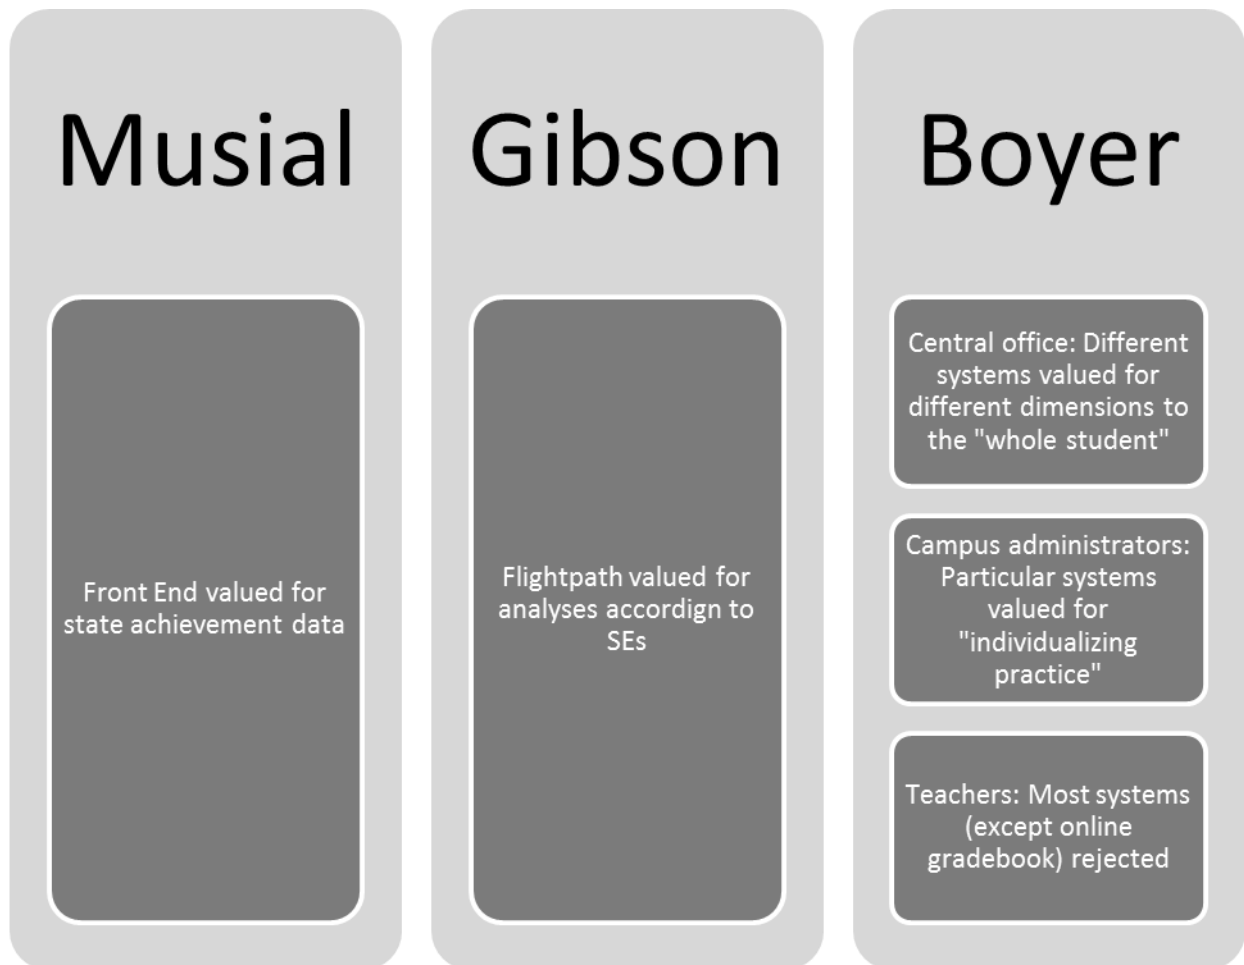 Musial
Front End valued for
state achievement data
Gibson
Flightpath valued for
analyses accordign to
SEs
Boyer
Central office: Different
systems valued for
different dimensions to
the "whole student"
Campus administrators:
Particular systems
valued for
"individualizing
practice"
Teachers: Most systems
(except online
gradebook) rejected